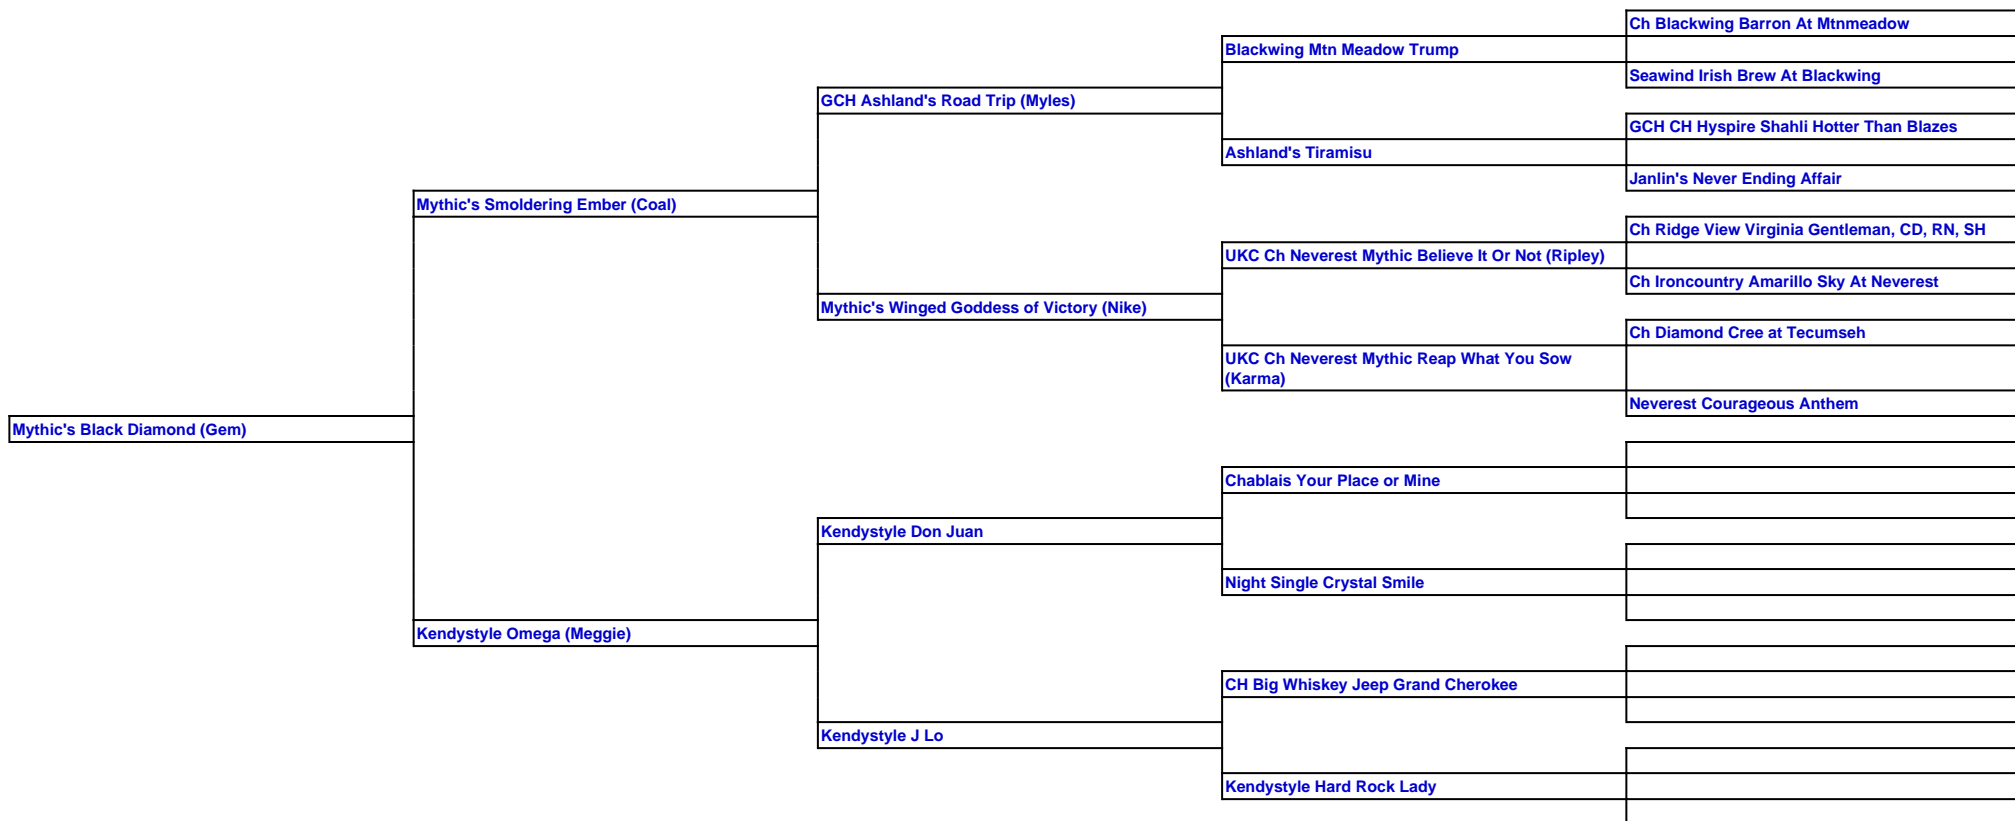 Ch Blackwing Barron At Mtnmeadow
Blackwing Mtn Meadow Trump
Seawind Irish Brew At Blackwing
GCH Ashland's Road Trip (Myles)
GCH CH Hyspire Shahli Hotter Than Blazes
Ashland's Tiramisu
Janlin's Never Ending Affair
Mythic's Smoldering Ember (Coal)
Ch Ridge View Virginia Gentleman, CD, RN, SH
UKC Ch Neverest Mythic Believe It Or Not (Ripley)
Ch Ironcountry Amarillo Sky At Neverest
Mythic's Winged Goddess of Victory (Nike)
Ch Diamond Cree at Tecumseh
UKC Ch Neverest Mythic Reap What You Sow
(Karma)
Neverest Courageous Anthem
Mythic's Black Diamond (Gem)
Chablais Your Place or Mine
Kendystyle Don Juan
Night Single Crystal Smile
Kendystyle Omega (Meggie)
CH Big Whiskey Jeep Grand Cherokee
Kendystyle J Lo
Kendystyle Hard Rock Lady